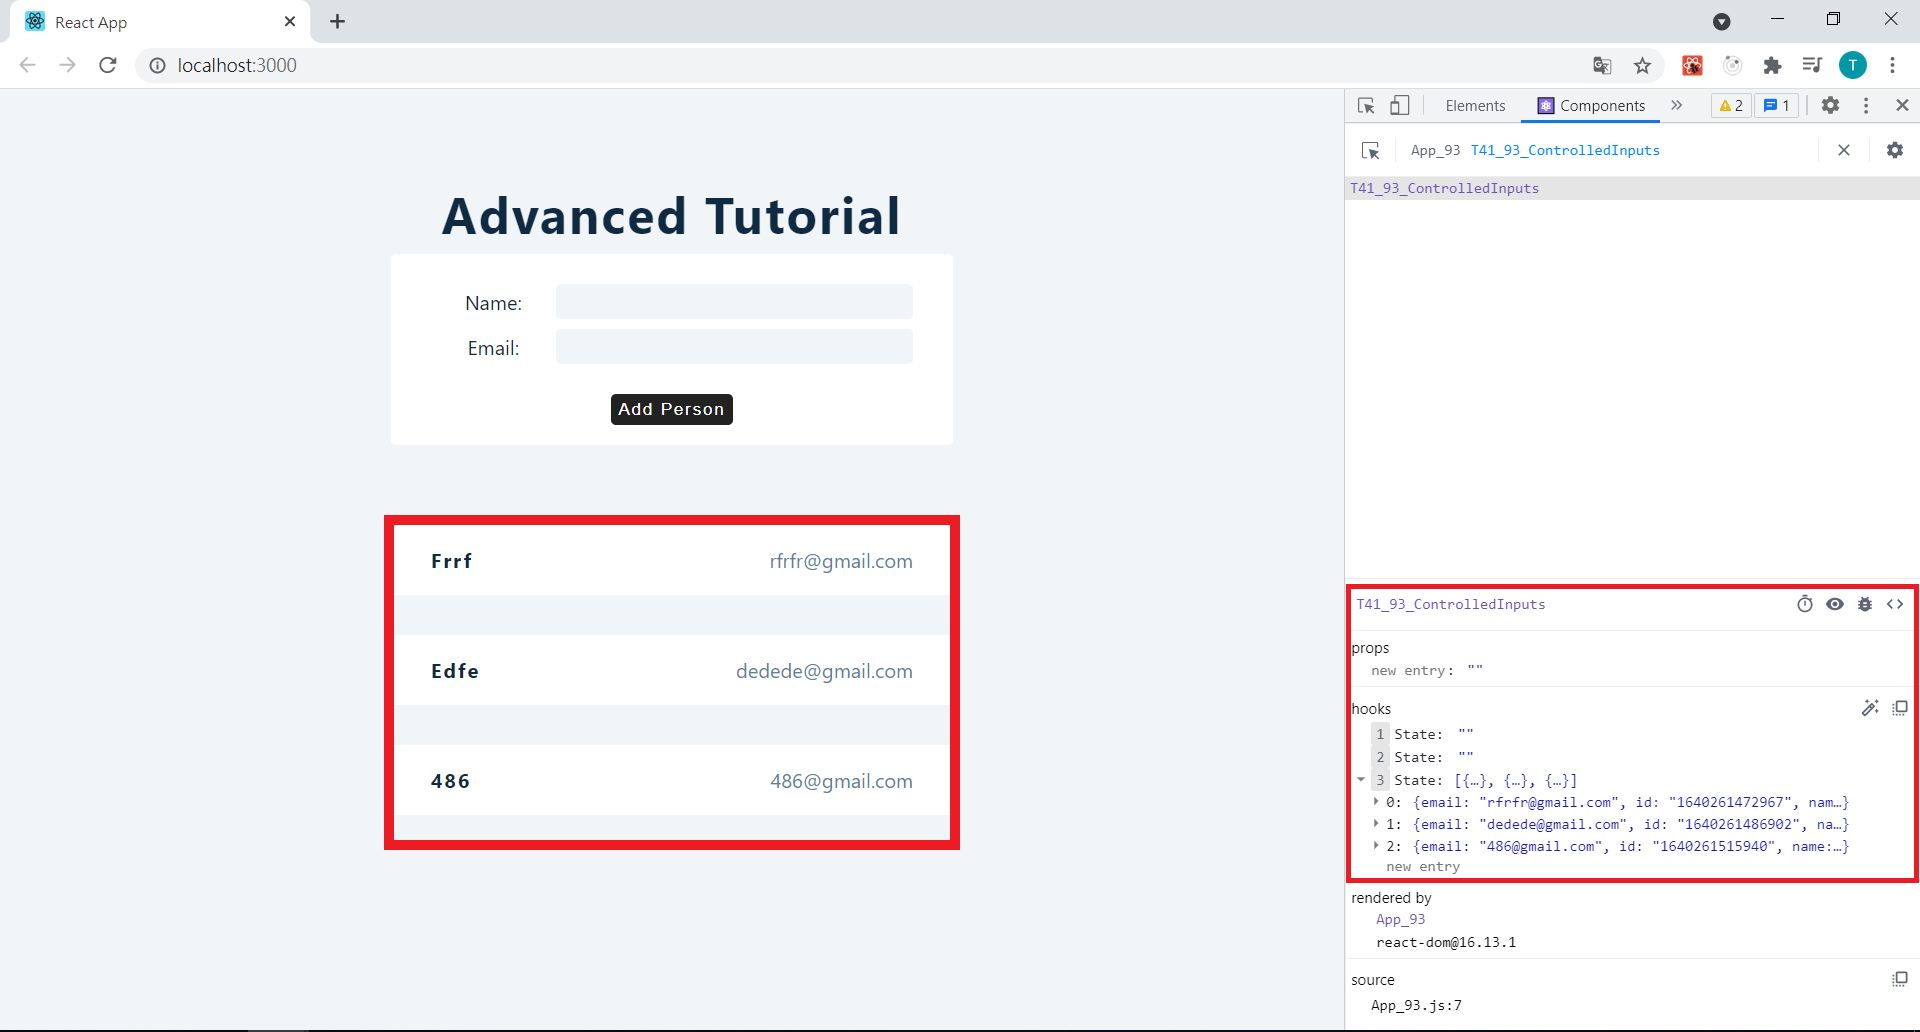 React App
localhost:3000
T
Elements
Components
2
1
App_93 T41_93_ControlledInputs
T41_93_ControlledInputs
Advanced Tutorial
Name:
Email:
Add Person
Frrf rfrfr@gmail.com
Edfe dedede@gmail.com
486 486@gmail.com
T41_93_ControlledInputs
props
new entry: ""
hooks
1 State: ""
2 State: ""
3 State: [{…}, {…}, {…}]
0: {email: "rfrfr@gmail.com", id: "1640261472967", nam…}
1: {email: "dedede@gmail.com", id: "1640261486902", na…}
2: {email: "486@gmail.com", id: "1640261515940", name:…}
new entry
rendered by
App_93
react-dom@16.13.1
source
App_93.js:7